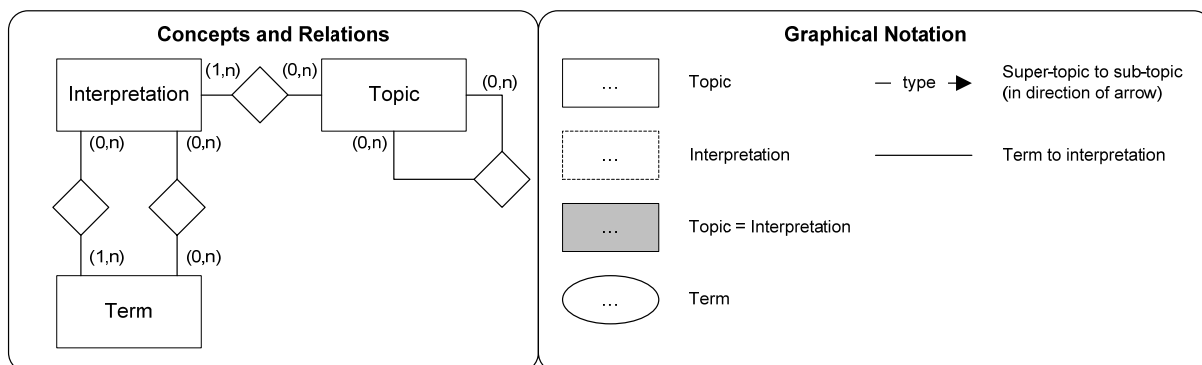 Concepts and Relations
(1,n)
(0,n)
Interpretation
Topic
(0,n)
(0,n)
(0,n)
(0,n)
(1,n)
(0,n)
Term
Graphical Notation
...
Topic
type
Super-topic to sub-topic
(in direction of arrow)
...
Interpretation
Term to interpretation
...
Topic = Interpretation
...
Term